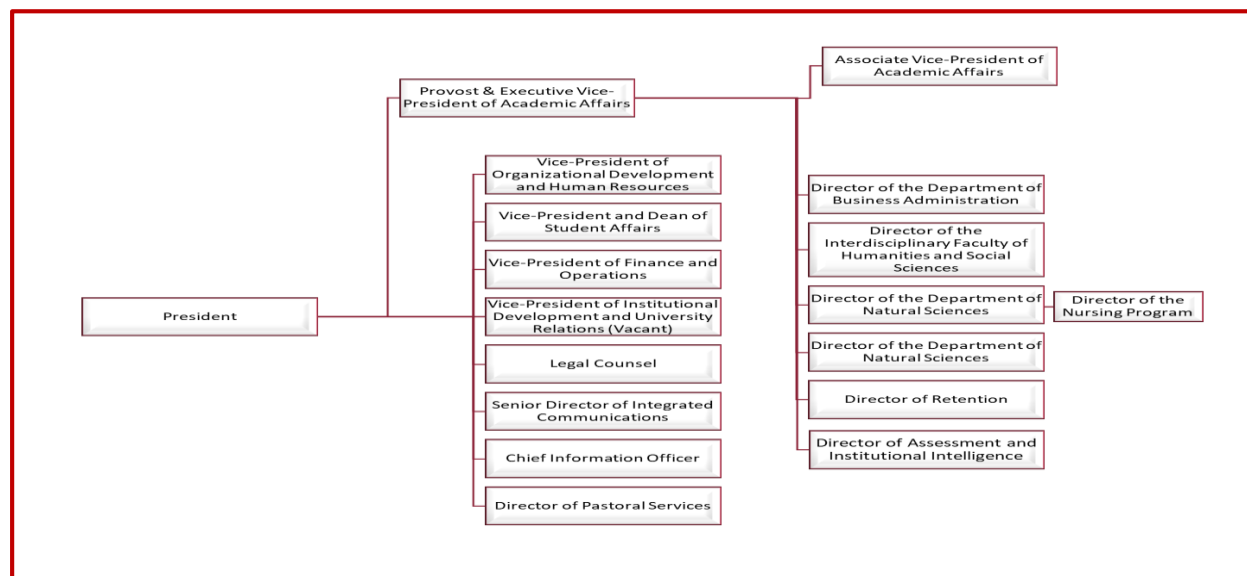 Associate Vice-President of
Academic Affairs
Provost & Executive Vice-
President of Academic Affairs
Vice-President of
Organizational Development
and Human Resources
Director of the Department of
Business Administration
Vice-President and Dean of
Student Affairs
Director of the
Interdisciplinary Faculty of
Humanities and Social
Sciences
Vice-President of Finance and
Operations
President
Vice-President of Institutional
Development and University
Relations (Vacant)
Director of the Department of
Natural Sciences
Director of the
Nursing Program
Legal Counsel
Director of the Department of
Natural Sciences
Senior Director of Integrated
Communications
Director of Retention
Chief Information Officer
Director of Assessment and
Institutional Intelligence
Director of Pastoral Services